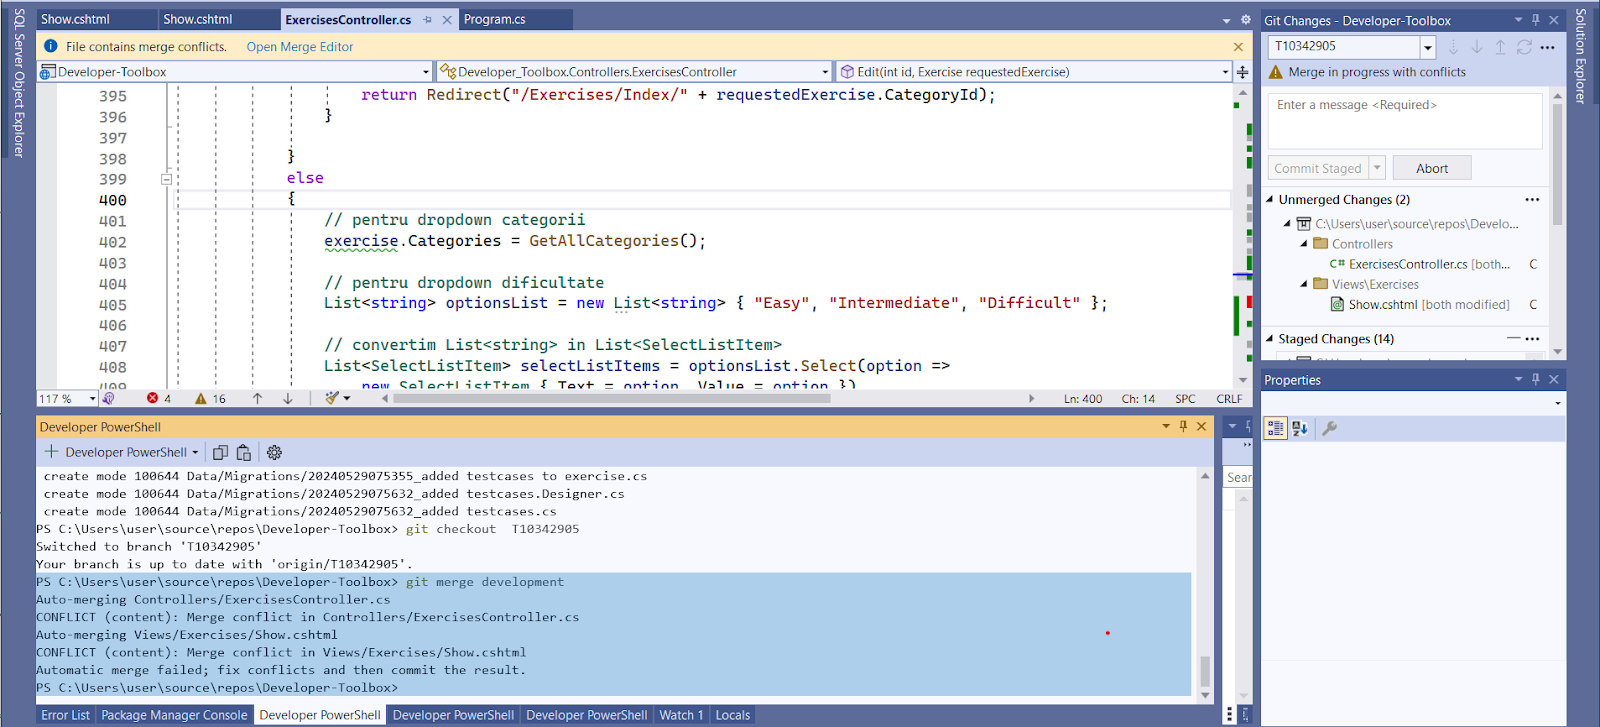 SQL Server Object Explorer
Show.cshtml
Show.cshtml
ExercisesController.cs
Program.cs
File contains merge conflicts. Open Merge Editor
Developer-Toolbox
Developer_Toolbox.Controllers.ExercisesController
Edit(int id, Exercise requestedExercise)
395 return Redirect("/Exercises/Index/" + requestedExercise.CategoryId);
396 }
397
398 }
399 else
400 {
401 // pentru dropdown categorii
402 exercise.Categories = GetAllCategories();
403
404 // pentru dropdown dificultate
405 List<string> optionsList = new List<string> { "Easy", "Intermediate", "Difficult" };
406
407 // convertim List<string> in List<SelectListItem>
408 List<SelectListItem> selectListItems = optionsList.Select(option =>
409 new SelectListItem { Text = option, Value = option })
117 % 4 16 Ln: 400 Ch: 14 SPC CRLF
Developer PowerShell
Developer PowerShell
create mode 100644 Data/Migrations/20240529075355_added testcases to exercise.cs
create mode 100644 Data/Migrations/20240529075632_added testcases.Designer.cs
create mode 100644 Data/Migrations/20240529075632_added testcases.cs
PS C:\Users\user\source\repos\Developer-Toolbox> git checkout  T10342905
Switched to branch 'T10342905'
Your branch is up to date with 'origin/T10342905'.
PS C:\Users\user\source\repos\Developer-Toolbox> git merge development
Auto-merging Controllers/ExercisesController.cs
CONFLICT (content): Merge conflict in Controllers/ExercisesController.cs
Auto-merging Views/Exercises/Show.cshtml
CONFLICT (content): Merge conflict in Views/Exercises/Show.cshtml
Automatic merge failed; fix conflicts and then commit the result.
PS C:\Users\user\source\repos\Developer-Toolbox>
Error List
Package Manager Console
Developer PowerShell
Developer PowerShell
Developer PowerShell
Watch 1
Locals
Sear
Git Changes - Developer-Toolbox
T10342905
Merge in progress with conflicts
Enter a message <Required>
Commit Staged
Abort
Unmerged Changes (2)
C:\Users\user\source\repos\Develo...
Controllers
C# ExercisesController.cs [both... C
Views\Exercises
Show.cshtml [both modified] C
Staged Changes (14)
Properties
Solution Explorer